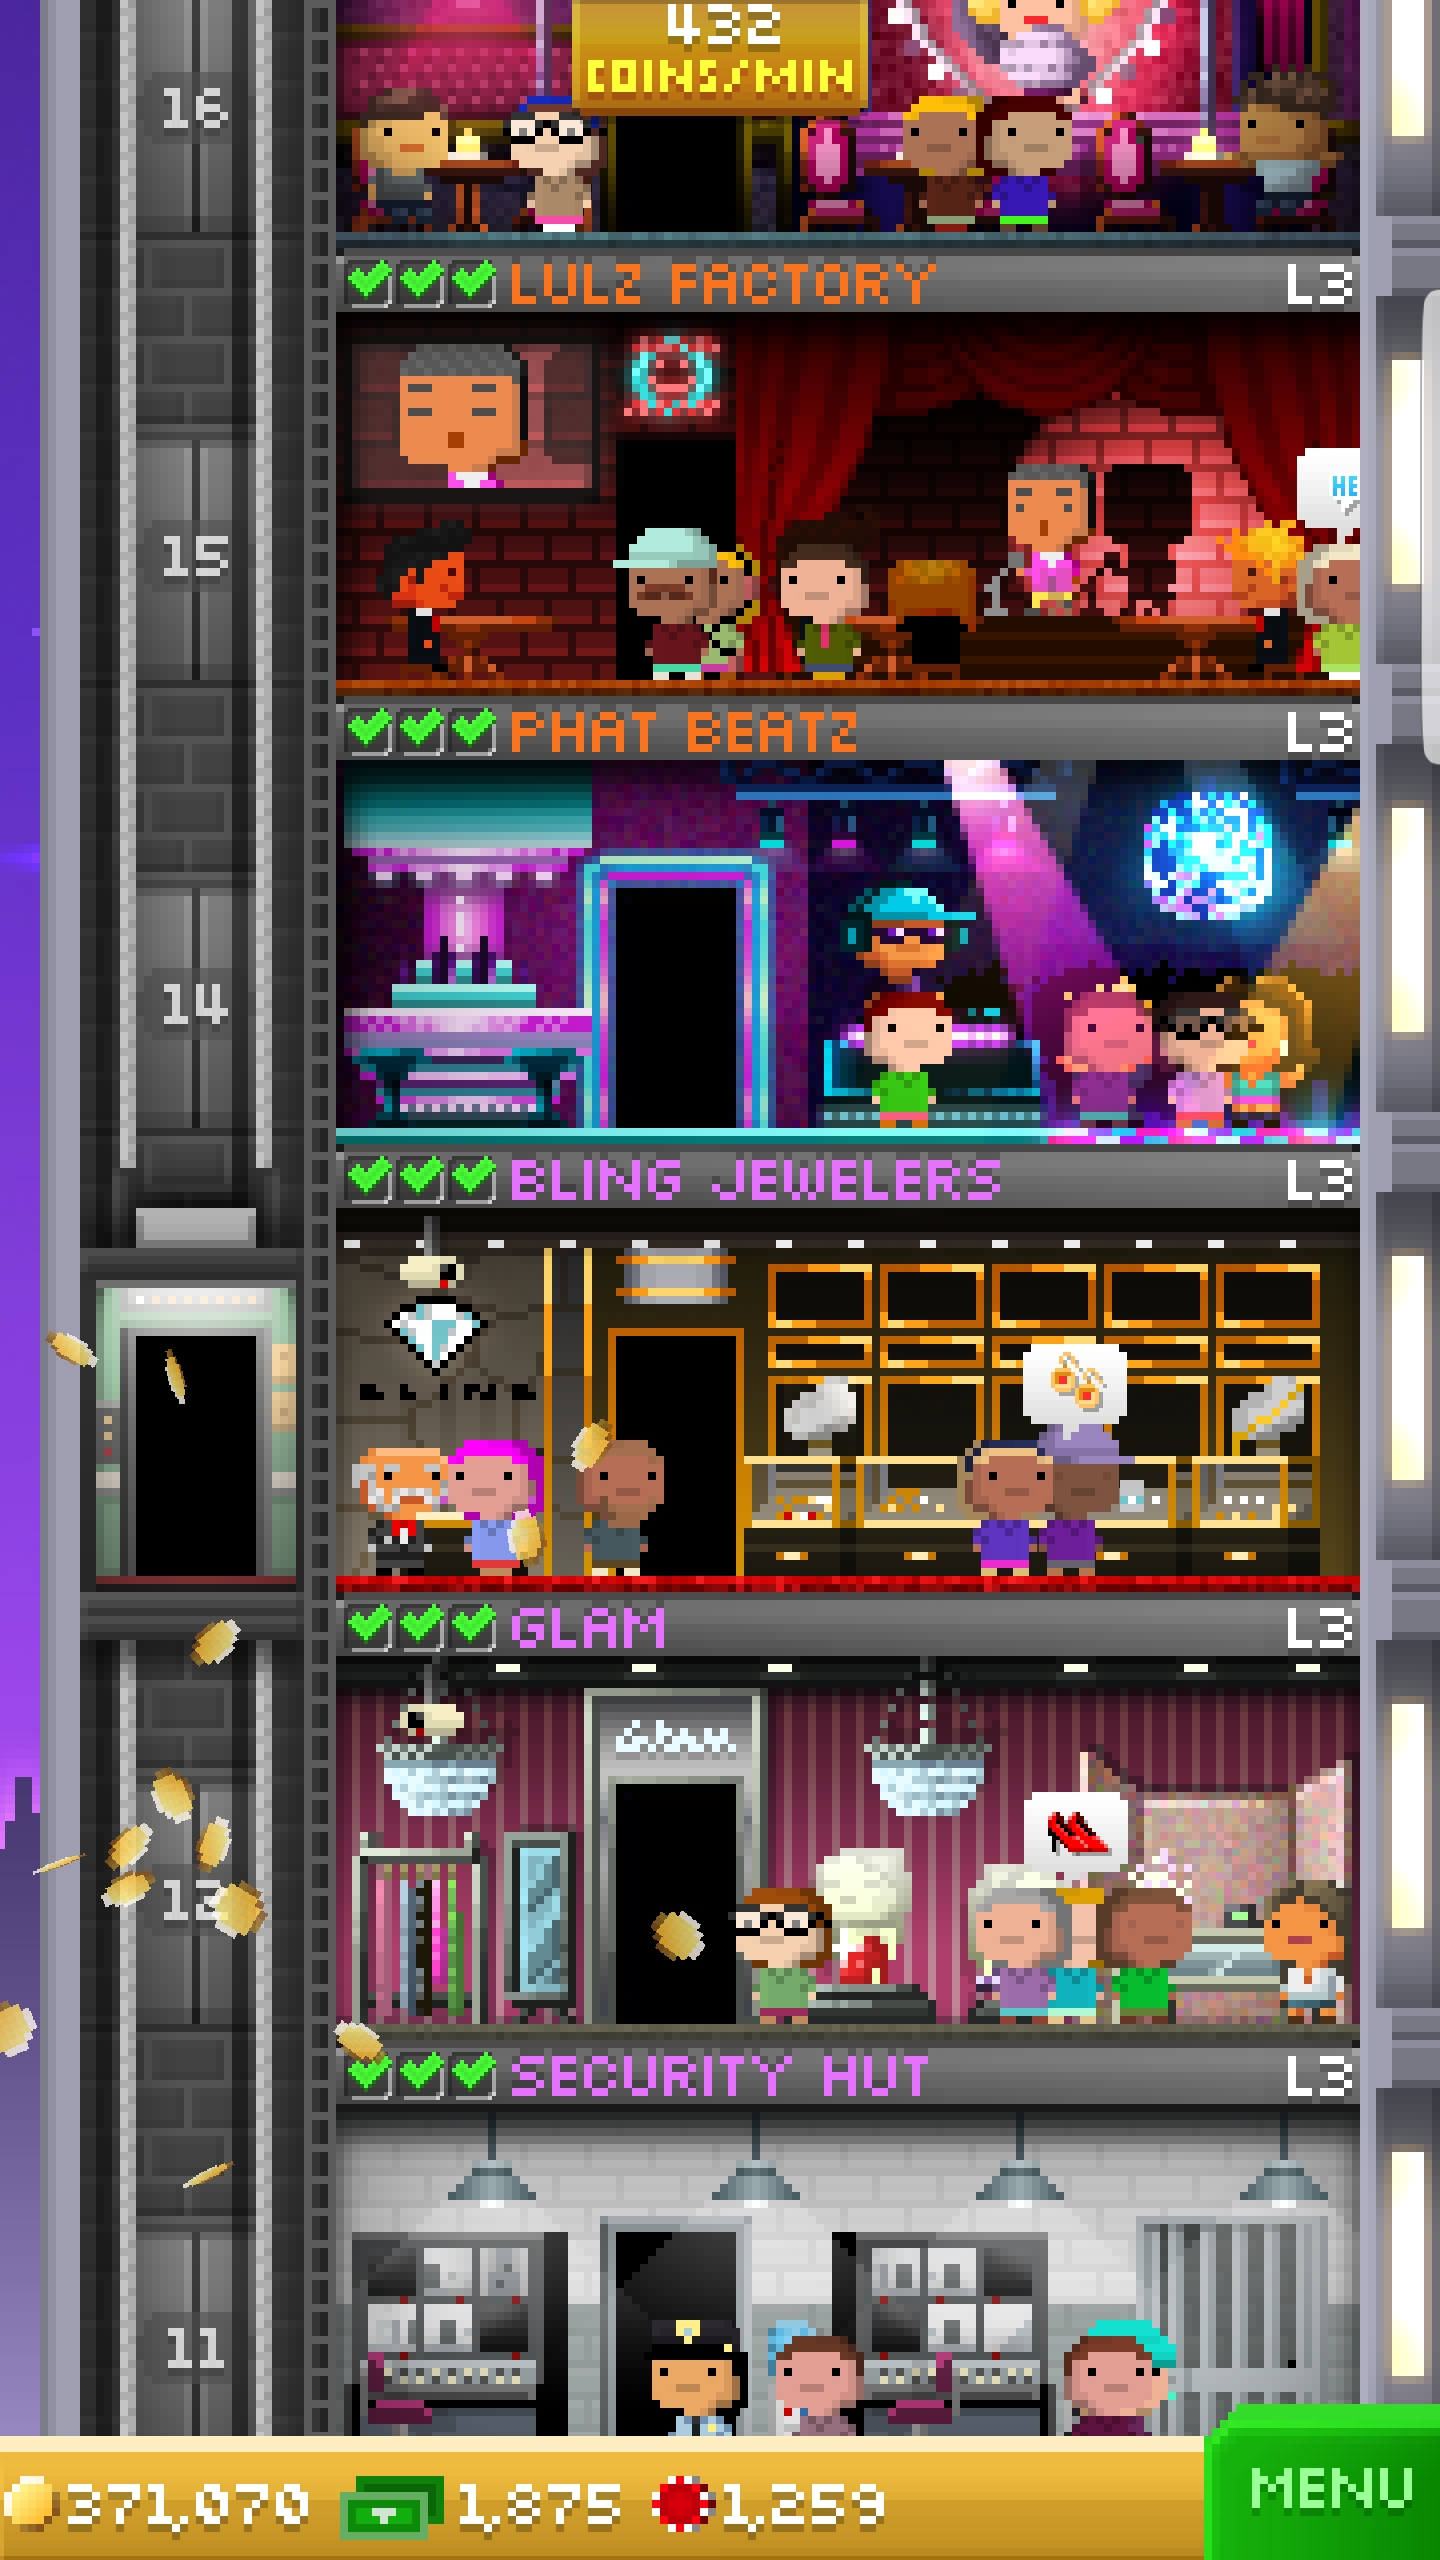 432
COINS/MIN
16
LULZ FACTORY L3
HE
15
PHAT BEATZ L3
14
BLING JEWELERS L3
BLING
GLAM L3
Glam
SECURITY HUT L3
11
371,070 1,875 1,259
MENU